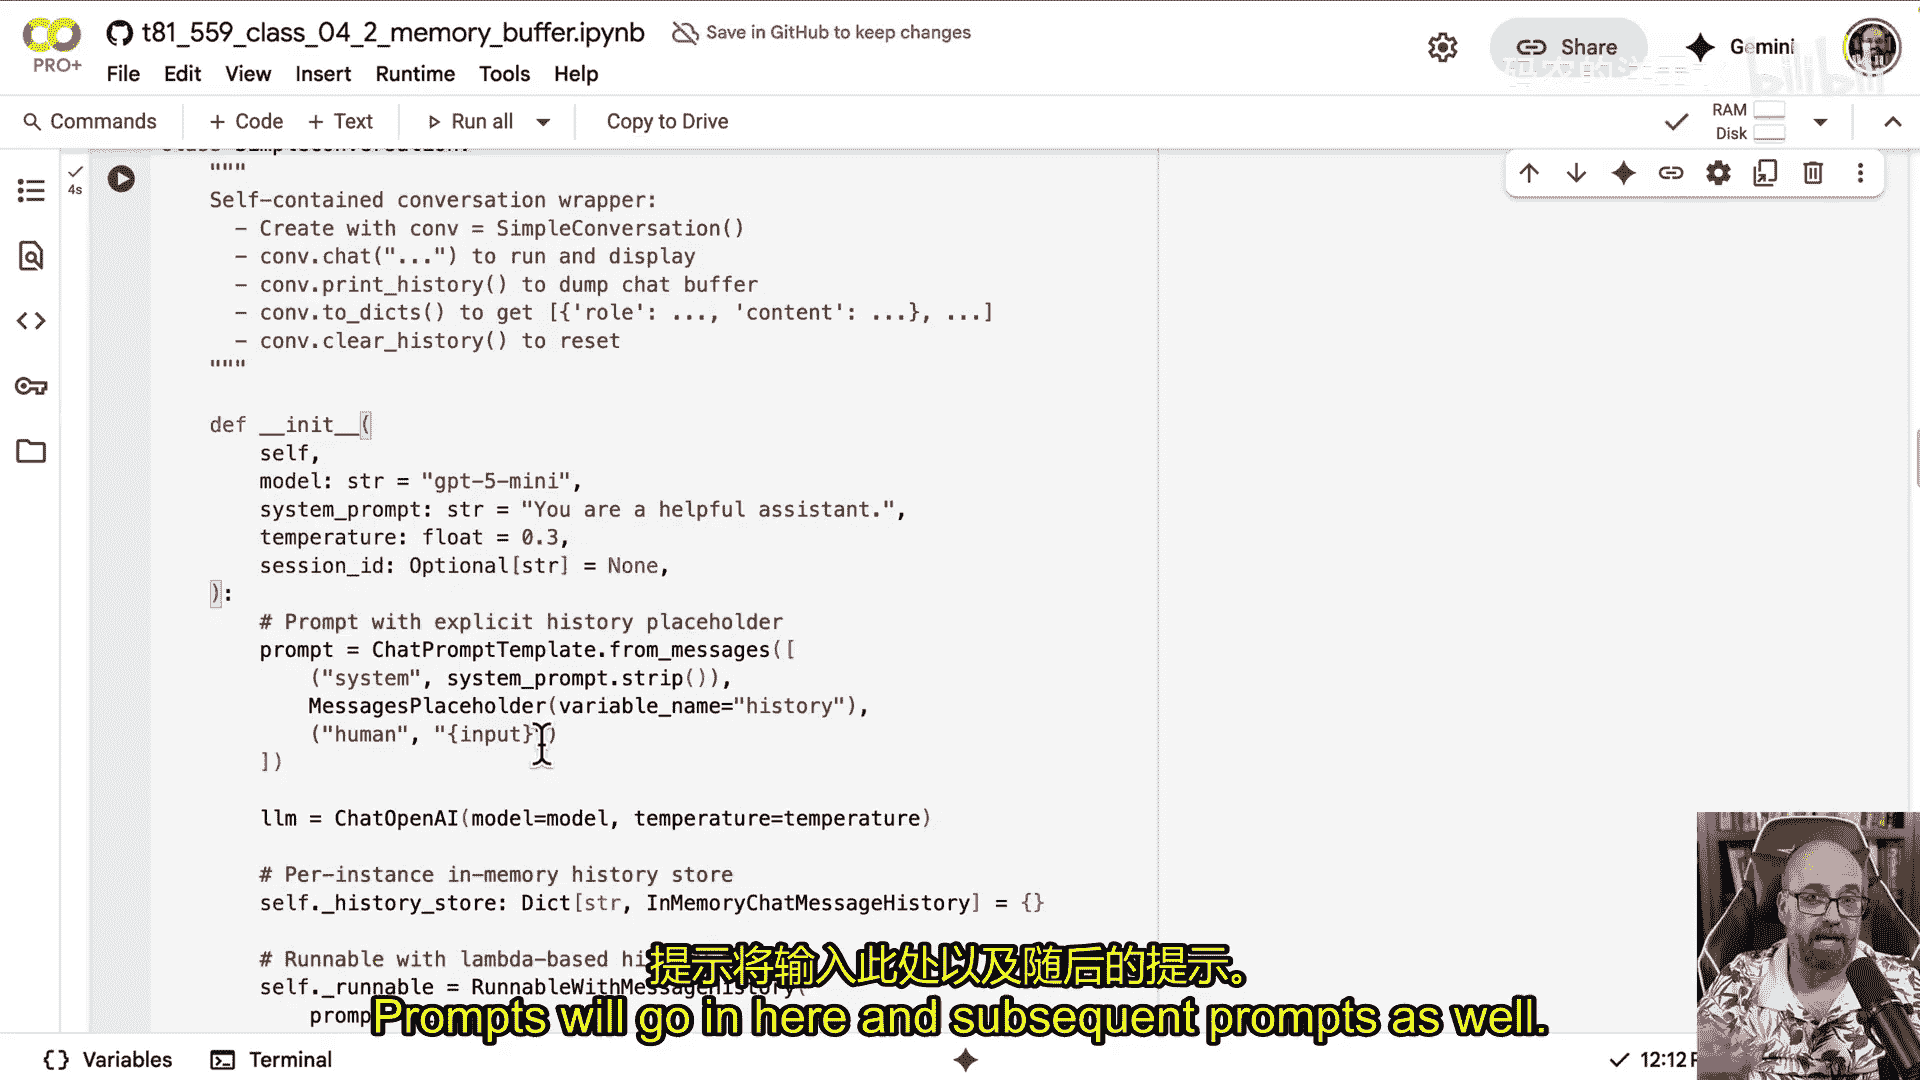 t81_559_class_04_2_memory_buffer.ipynb
Save in GitHub to keep changes
Share
Gemini
PRO+
File Edit View Insert Runtime Tools Help
Commands
+ Code + Text
Run all
Copy to Drive
RAM
Disk
4s
"""
Self-contained conversation wrapper:
- Create with conv = SimpleConversation()
- conv.chat("...") to run and display
- conv.print_history() to dump chat buffer
- conv.to_dicts() to get [{'role': ..., 'content': ...}, ...]
- conv.clear_history() to reset
"""
def __init__(
self,
model: str = "gpt-5-mini",
system_prompt: str = "You are a helpful assistant.",
temperature: float = 0.3,
session_id: Optional[str] = None,
):
# Prompt with explicit history placeholder
prompt = ChatPromptTemplate.from_messages([
("system", system_prompt.strip()),
MessagesPlaceholder(variable_name="history"),
("human", "{input}")
])
llm = ChatOpenAI(model=model, temperature=temperature)
# Per-instance in-memory history store
self._history_store: Dict[str, InMemoryChatMessageHistory] = {}
# Runnable with lambda-based
self._runnable = RunnableWithMessageHistory(
提示将输入此处以及随后的提示。
Prompts will go in here and subsequent prompts as well.
{} Variables
Terminal
12:12